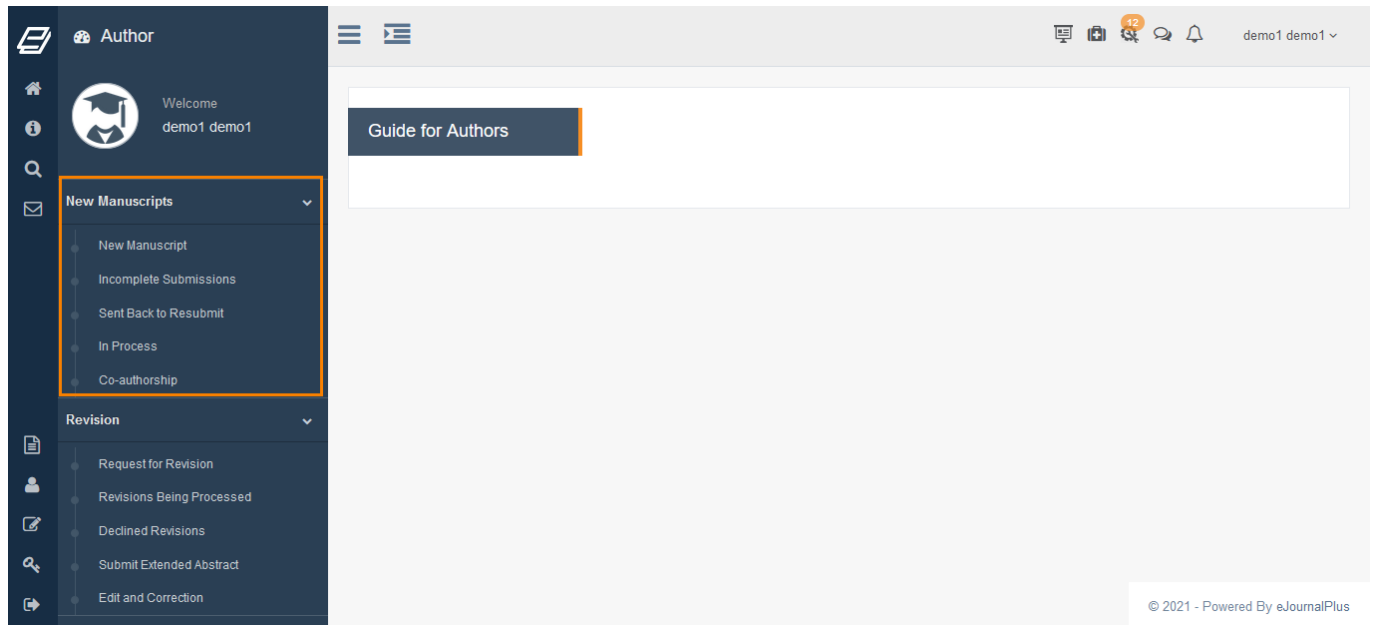 Author
Welcome
demo1 demo1
New Manuscripts
New Manuscript
Incomplete Submissions
Sent Back to Resubmit
In Process
Co-authorship
Revision
Request for Revision
Revisions Being Processed
Declined Revisions
Submit Extended Abstract
Edit and Correction
12
demo1 demo1
Guide for Authors
© 2021 - Powered By eJournalPlus